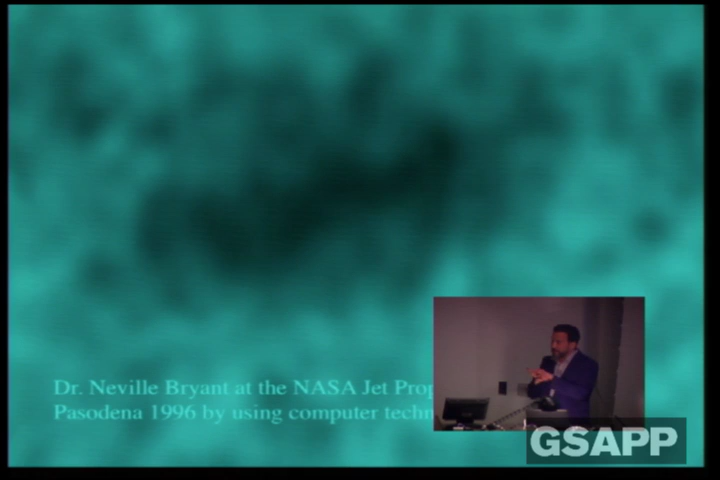 Dr. Neville Bryant at the NASA Jet Prop
Pasodena 1996 by using computer techn
GSAPP